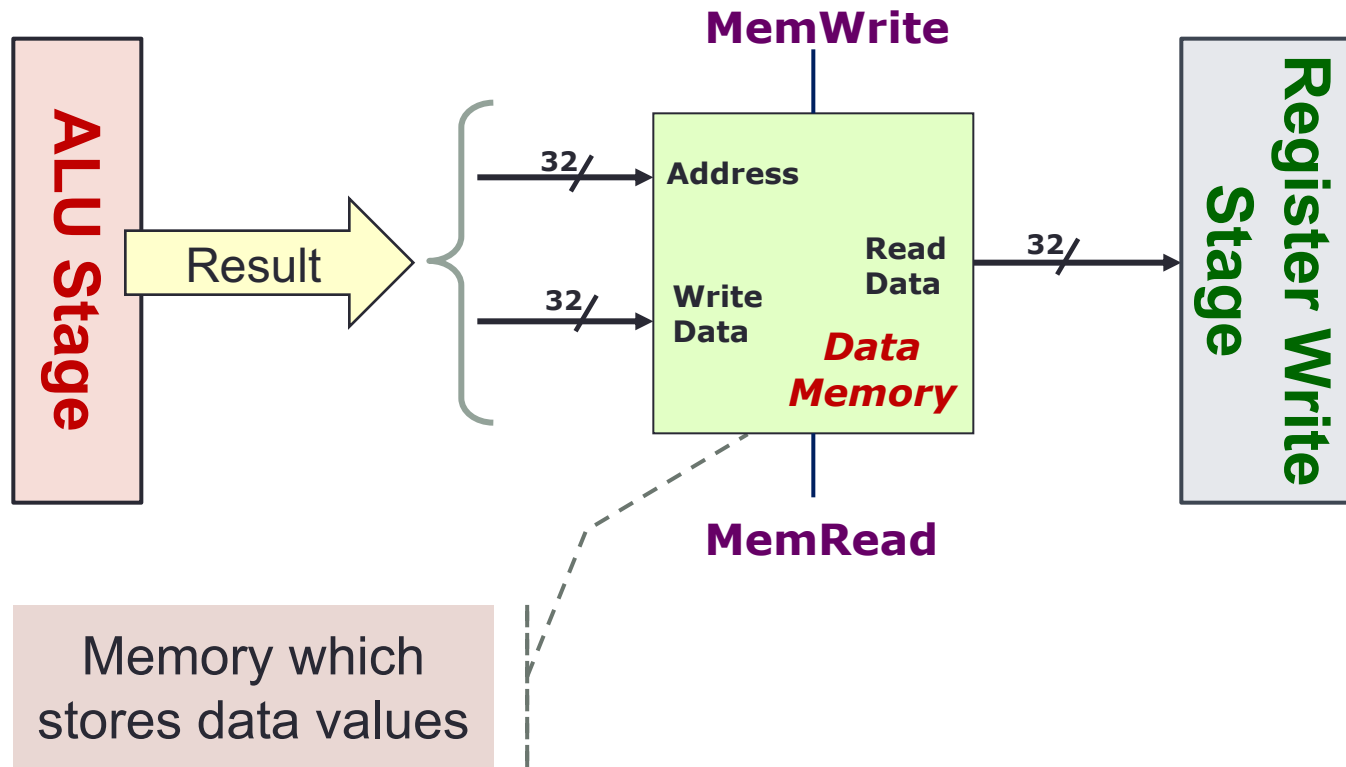 MemWrite
ALU Stage
Result
32
Address
32
Write
Data
Read
Data
Data
Memory
32
Register Write
Stage
MemRead
Memory which
stores data values